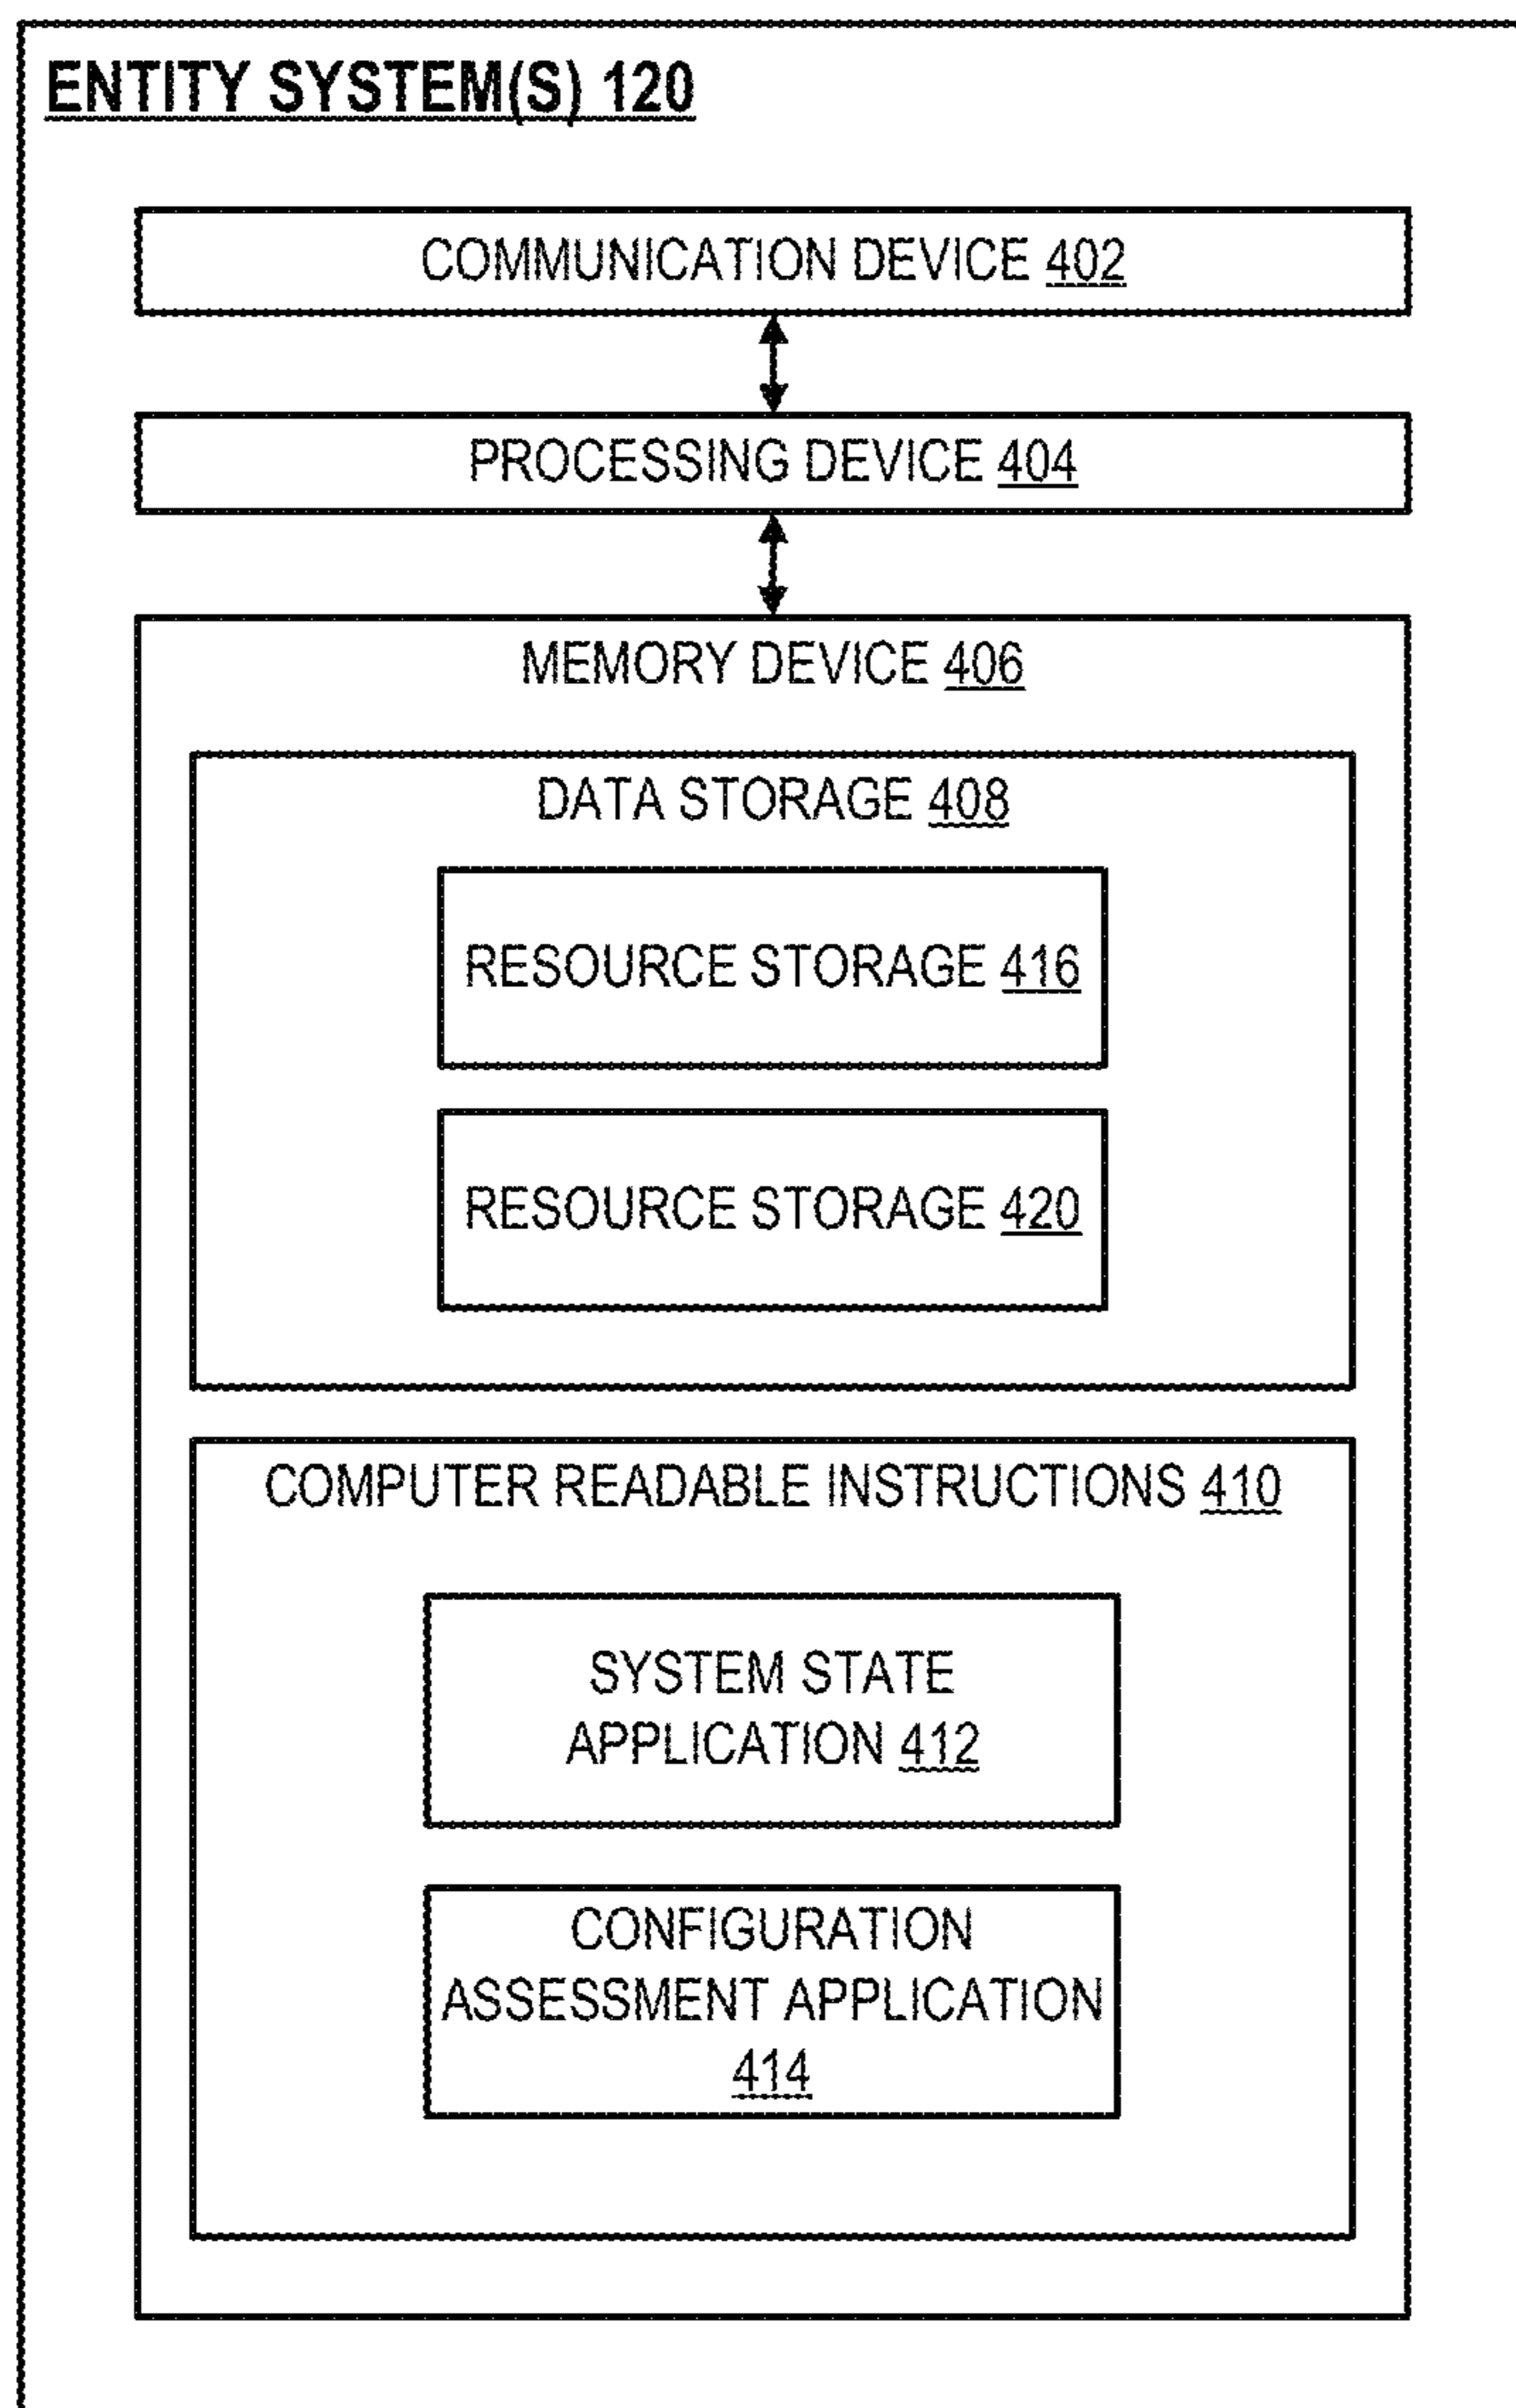 ENTITY SYSTEM(S) 120
COMMUNICATION DEVICE 402
PROCESSING DEVICE 404
MEMORY DEVICE 406
DATA STORAGE 408
RESOURCE STORAGE 416
RESOURCE STORAGE 420
COMPUTER READABLE INSTRUCTIONS 410
SYSTEM STATE
APPLICATION 412
CONFIGURATION
ASSESSMENT APPLICATION
414